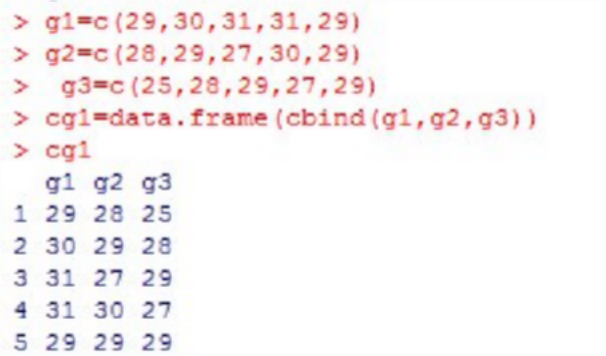 > g1=c(29,30,31,31,29)
> g2=c(28,29,27,30,29)
>  g3=c(25,28,29,27,29)
> cg1=data.frame(cbind(g1,g2,g3))
> cg1
  g1 g2 g3
1 29 28 25
2 30 29 28
3 31 27 29
4 31 30 27
5 29 29 29